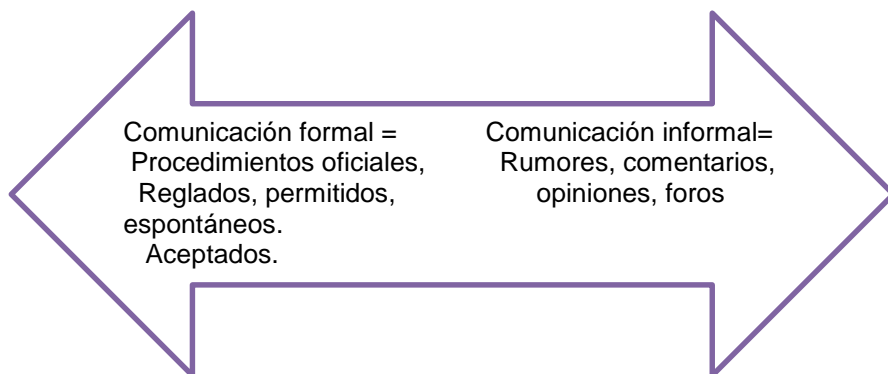 Comunicación formal =
Procedimientos oficiales,
Reglados, permitidos,
espontáneos.
Aceptados.
Comunicación informal=
Rumores, comentarios,
opiniones, foros